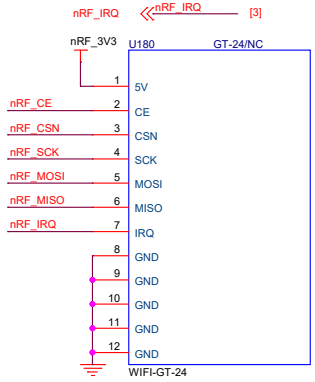 nRF_IRQ nRF_IRQ [3]
nRF_3V3 U180 GT-24/NC
1 5V
nRF_CE 2 CE
nRF_CSN 3 CSN
nRF_SCK 4 SCK
nRF_MOSI 5 MOSI
nRF_MISO 6 MISO
nRF_IRQ 7 IRQ
8 GND
9 GND
10 GND
11 GND
12 GND
WIFI-GT-24